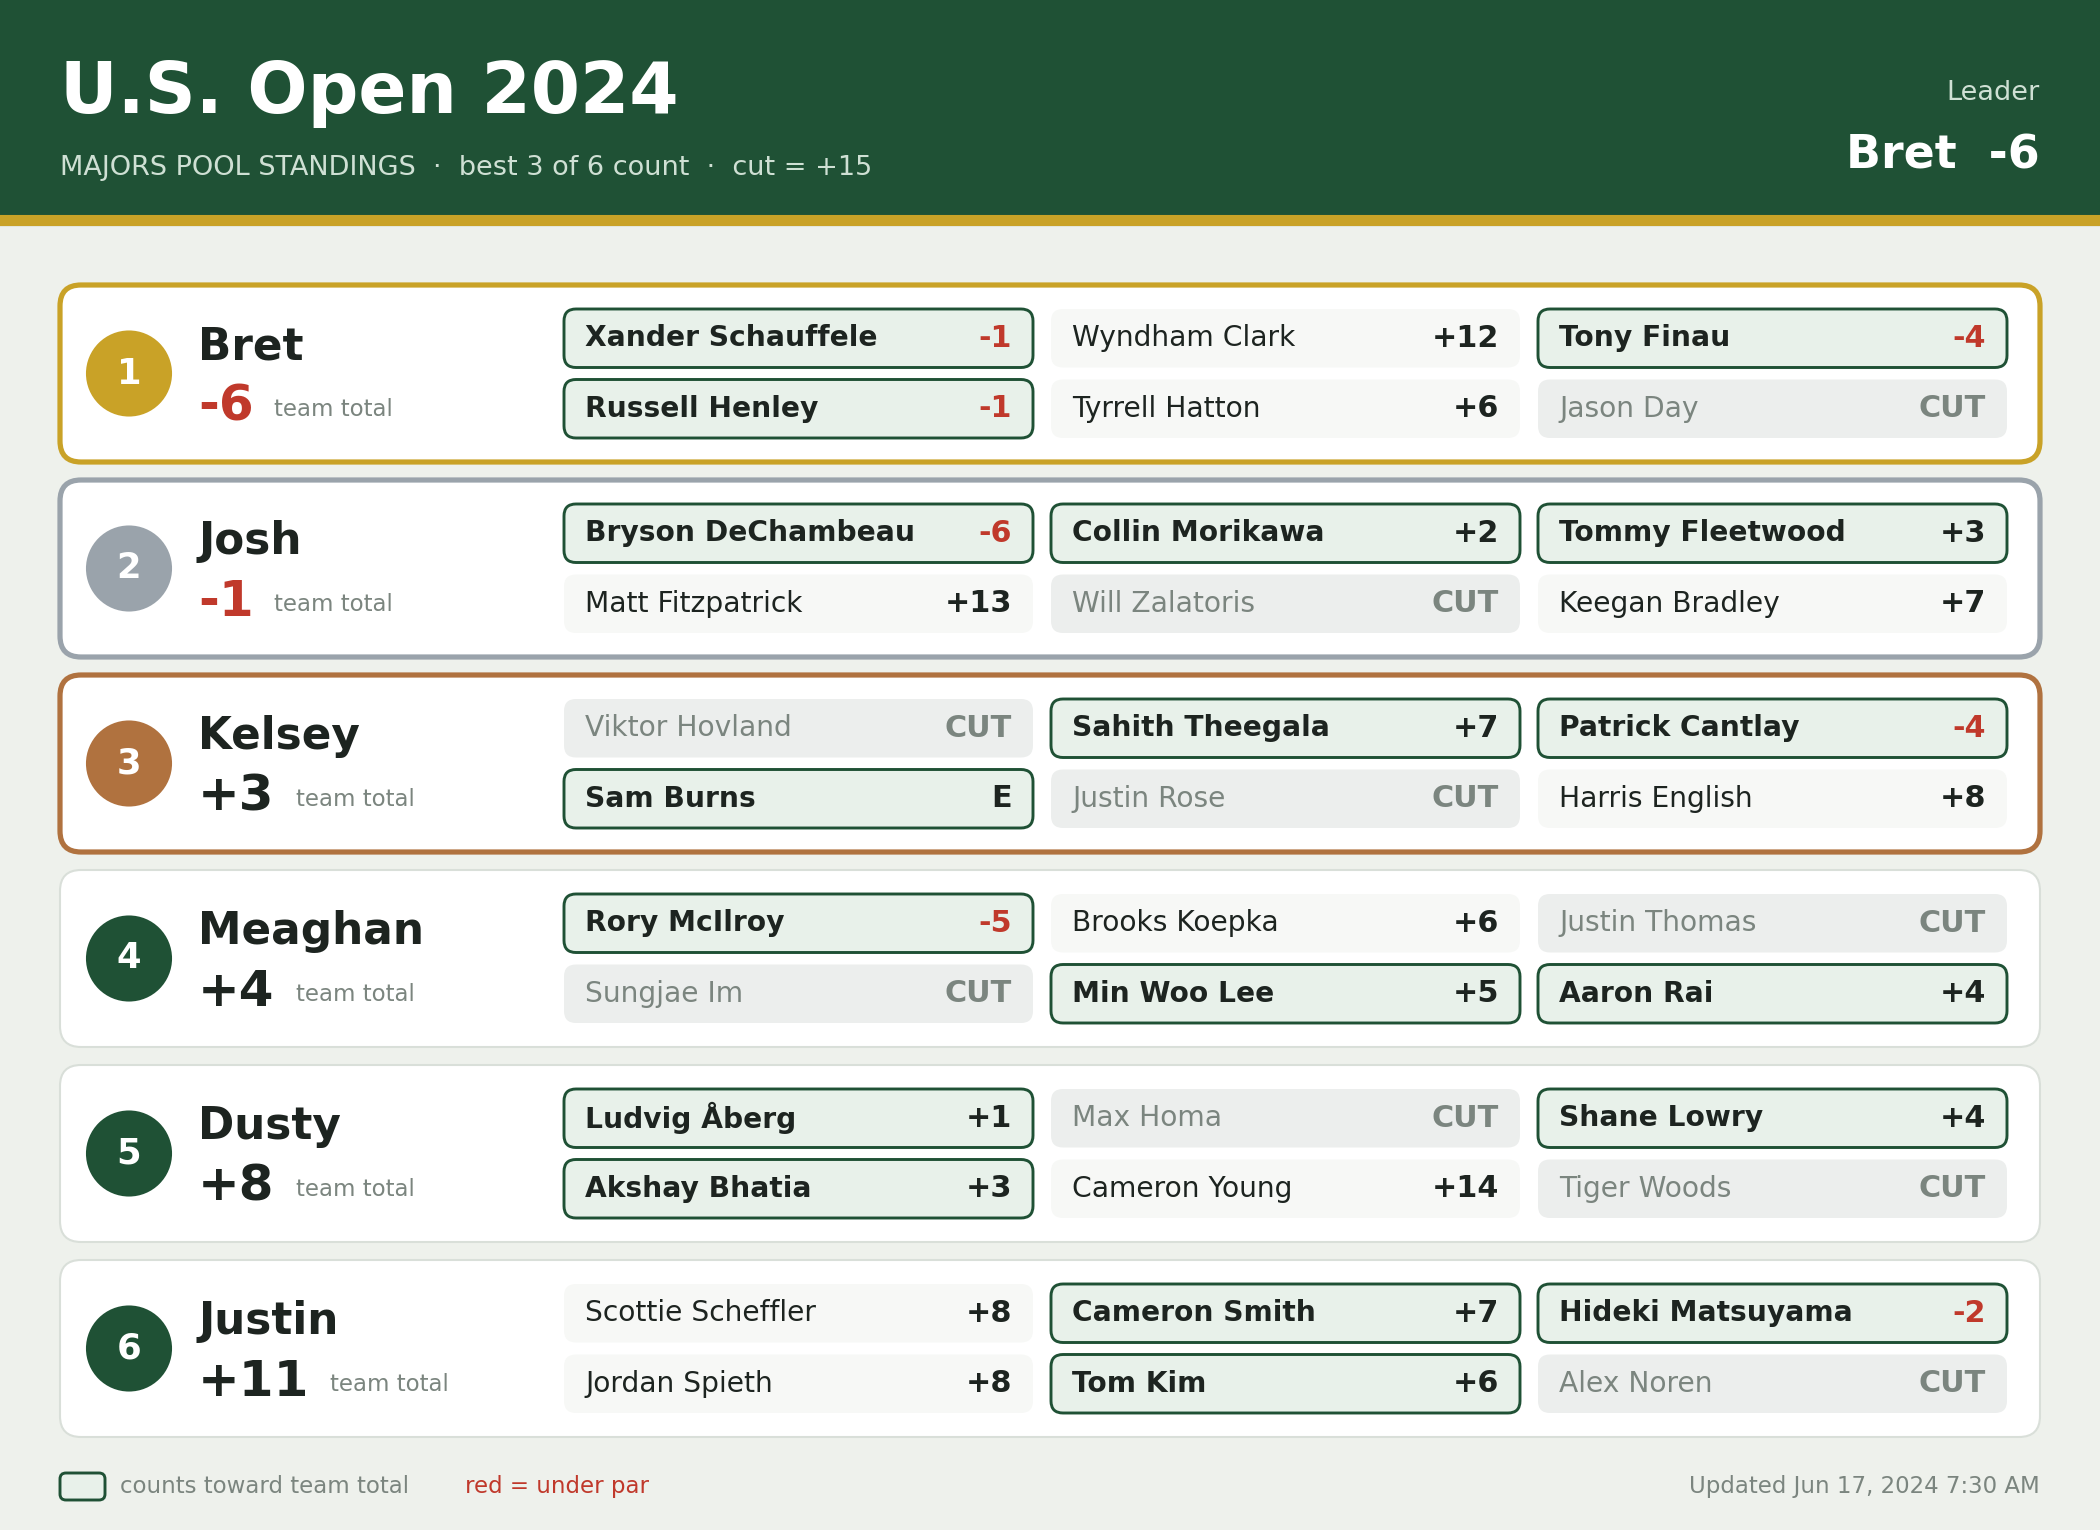 U.S. Open 2024
MAJORS POOL STANDINGS · best 3 of 6 count · cut = +15
Leader
Bret -6
1
Bret
-6 team total
Xander Schauffele -1
Wyndham Clark +12
Tony Finau -4
Russell Henley -1
Tyrrell Hatton +6
Jason Day CUT
2
Josh
-1 team total
Bryson DeChambeau -6
Collin Morikawa +2
Tommy Fleetwood +3
Matt Fitzpatrick +13
Will Zalatoris CUT
Keegan Bradley +7
3
Kelsey
+3 team total
Viktor Hovland CUT
Sahith Theegala +7
Patrick Cantlay -4
Sam Burns E
Justin Rose CUT
Harris English +8
4
Meaghan
+4 team total
Rory McIlroy -5
Brooks Koepka +6
Justin Thomas CUT
Sungjae Im CUT
Min Woo Lee +5
Aaron Rai +4
5
Dusty
+8 team total
Ludvig Åberg +1
Max Homa CUT
Shane Lowry +4
Akshay Bhatia +3
Cameron Young +14
Tiger Woods CUT
6
Justin
+11 team total
Scottie Scheffler +8
Cameron Smith +7
Hideki Matsuyama -2
Jordan Spieth +8
Tom Kim +6
Alex Noren CUT
counts toward team total
red = under par
Updated Jun 17, 2024 7:30 AM